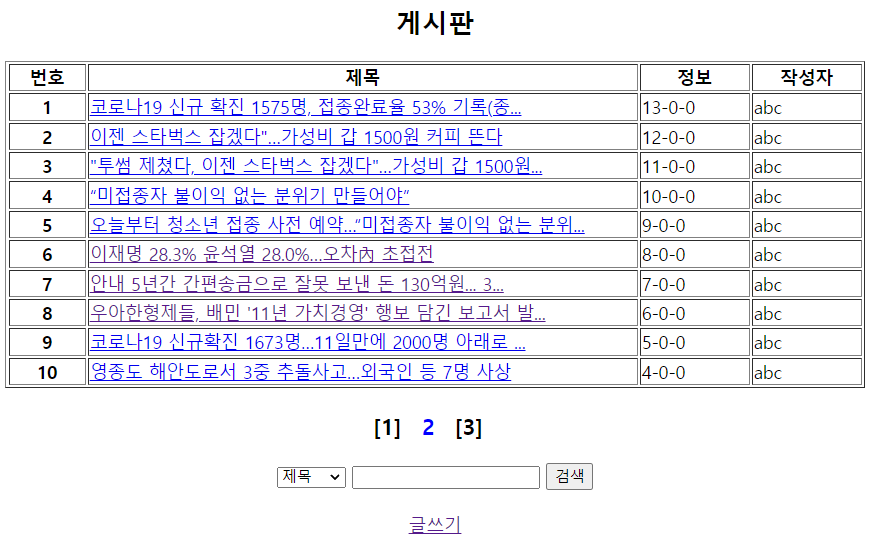 게시판
번호 제목 정보 작성자
1 코로나19 신규 확진 1575명, 접종완료율 53% 기록(종... 13-0-0 abc
2 이젠 스타벅스 잡겠다"...가성비 갑 1500원 커피 뜬다 12-0-0 abc
3 "투썸 제쳤다, 이젠 스타벅스 잡겠다"...가성비 갑 1500원... 11-0-0 abc
4 “미접종자 불이익 없는 분위기 만들어야” 10-0-0 abc
5 오늘부터 청소년 접종 사전 예약…“미접종자 불이익 없는 분위... 9-0-0 abc
6 이재명 28.3% 윤석열 28.0%…오차內 초접전 8-0-0 abc
7 안내 5년간 간편송금으로 잘못 보낸 돈 130억원... 3... 7-0-0 abc
8 우아한형제들, 배민 '11년 가치경영' 행보 담긴 보고서 발... 6-0-0 abc
9 코로나19 신규확진 1673명…11일만에 2000명 아래로 ... 5-0-0 abc
10 영종도 해안도로서 3중 추돌사고…외국인 등 7명 사상 4-0-0 abc
[1] 2 [3]
제목 검색
글쓰기